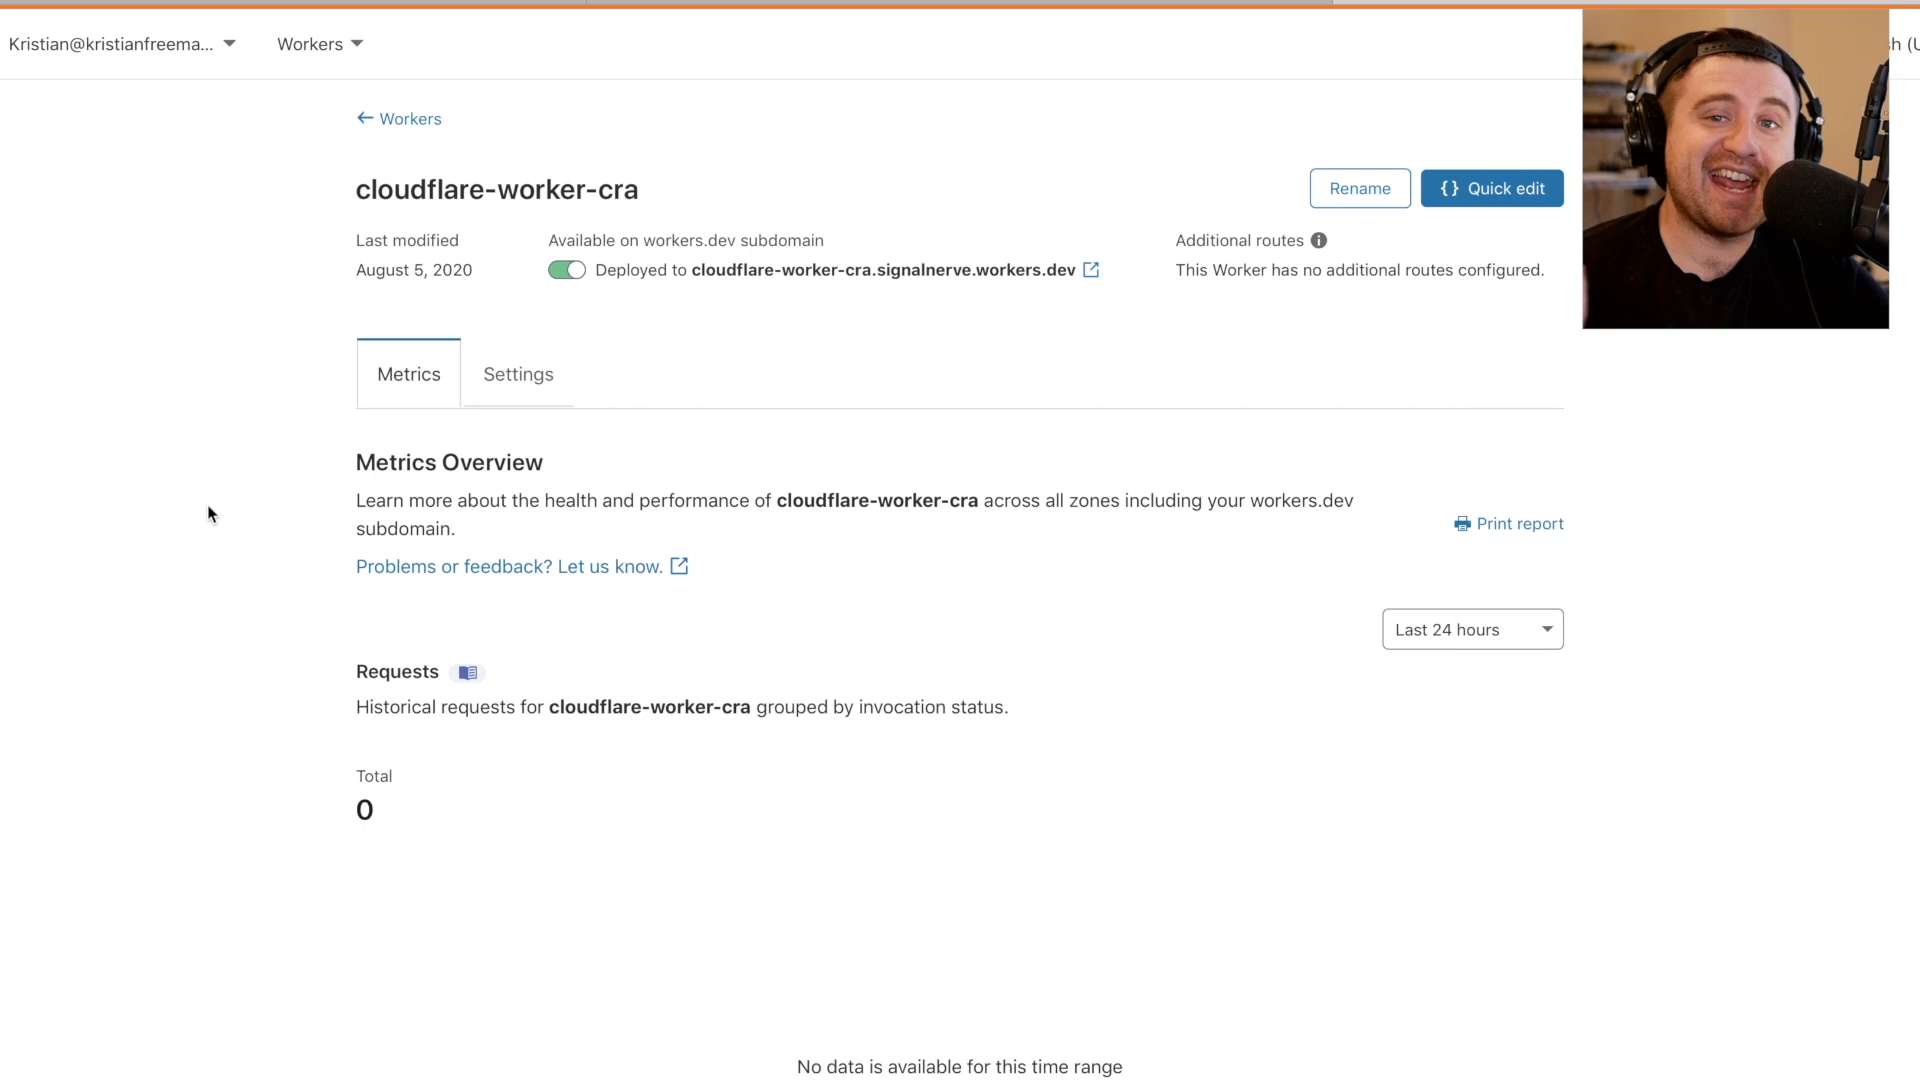 Kristian@kristianfreema...
Workers
h (U
Workers
cloudflare-worker-cra
Rename
{} Quick edit
Last modified
Available on workers.dev subdomain
Additional routes
August 5, 2020
Deployed to cloudflare-worker-cra.signalnerve.workers.dev
This Worker has no additional routes configured.
Metrics
Settings
Metrics Overview
Learn more about the health and performance of cloudflare-worker-cra across all zones including your workers.dev
subdomain.
Print report
Problems or feedback? Let us know.
Last 24 hours
Requests
Historical requests for cloudflare-worker-cra grouped by invocation status.
Total
0
No data is available for this time range